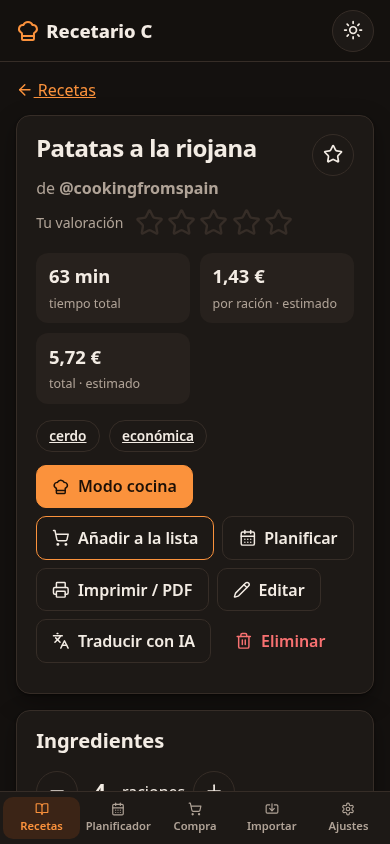 Recetario C
← Recetas
Patatas a la riojana
de @cookingfromspain
Tu valoración
63 min
tiempo total
1,43 €
por ración · estimado
5,72 €
total · estimado
cerdo
económica
Modo cocina
Añadir a la lista
Planificar
Imprimir / PDF
Editar
Traducir con IA
Eliminar
Ingredientes
Recetas
Planificador
Compra
Importar
Ajustes